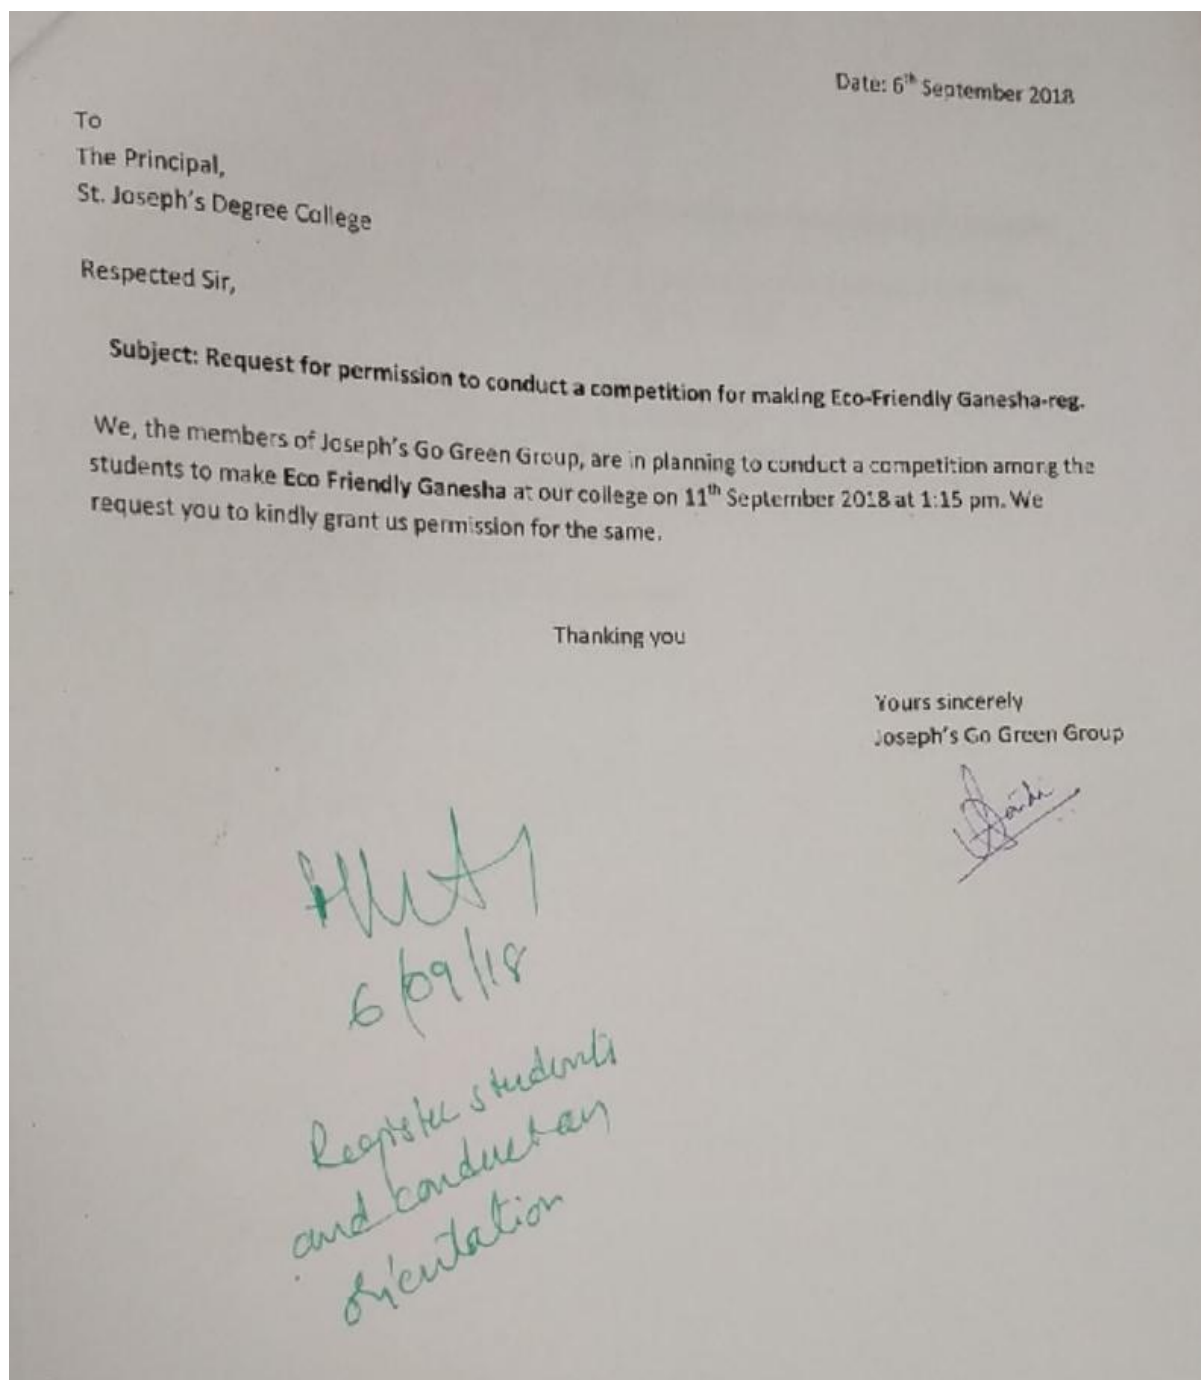 Date: 6th September 2018
To
The Principal,
St. Joseph's Degree College
Respected Sir,
Subject: Request for permission to conduct a competition for making Eco-Friendly Ganesha-reg.
We, the members of Joseph's Go Green Group, are in planning to conduct a competition among the
students to make Eco Friendly Ganesha at our college on 11th September 2018 at 1:15 pm. We
request you to kindly grant us permission for the same.
Thanking you
Yours sincerely
Joseph's Go Green Group
6/09/18
Register students
and conduct an
orientation